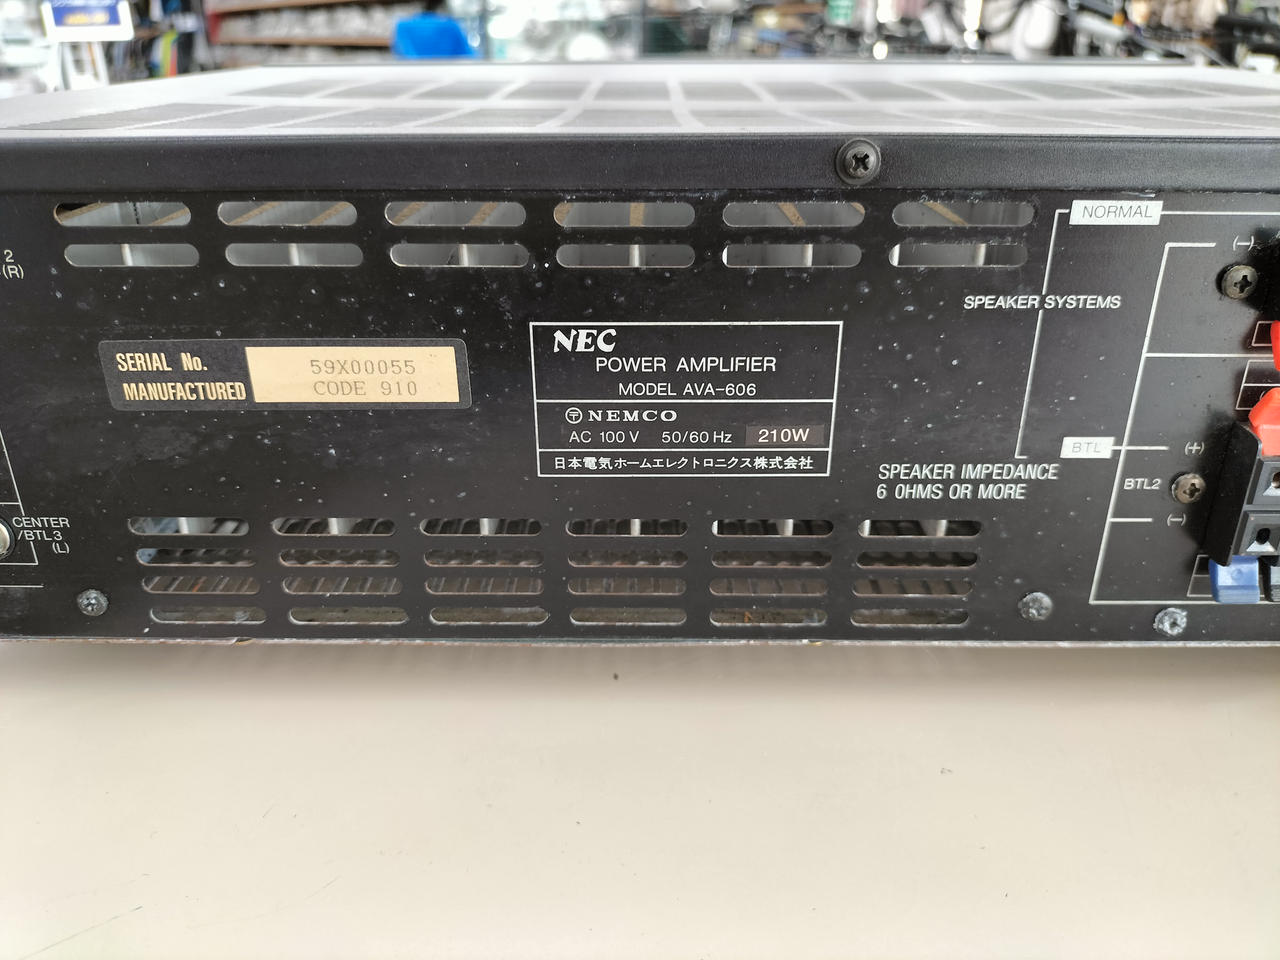 2
(R)
NORMAL
(−)
SPEAKER SYSTEMS
SERIAL No.
59X00055
MANUFACTURED
CODE 910
NEC
POWER AMPLIFIER
MODEL AVA-606
〒 NEMCO
AC 100 V 50/60 Hz 210W
日本電気ホームエレクトロニクス株式会社
BTL
(+)
SPEAKER IMPEDANCE
6 OHMS OR MORE
BTL2
(−)
CENTER
/BTL3
(L)